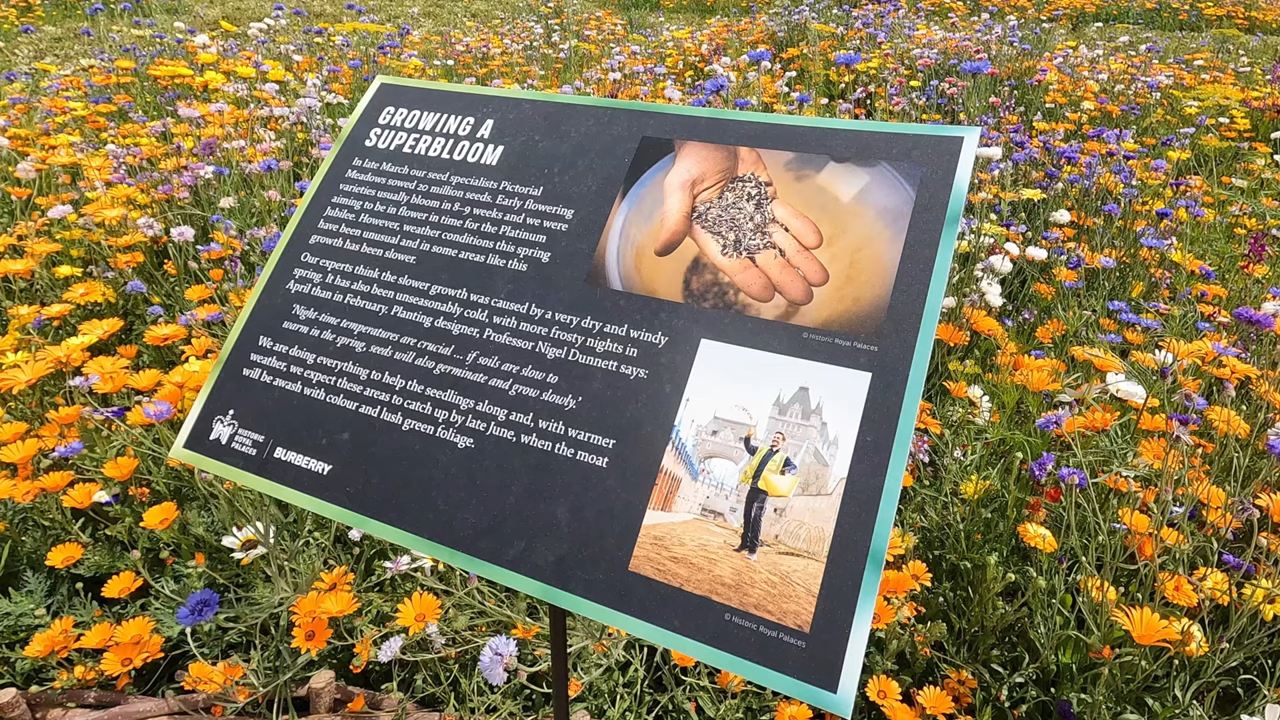 GROWING A
SUPERBLOOM
In late March our seed specialists Pictorial
Meadows sowed 20 million seeds. Early flowering
varieties usually bloom in 8–9 weeks and we were
aiming to be in flower in time for the Platinum
Jubilee. However, weather conditions this spring
have been unusual and in some areas like this
growth has been slower.
Our experts think the slower growth was caused by a very dry and windy
spring. It has also been unseasonably cold, with more frosty nights in
April than in February. Planting designer, Professor Nigel Dunnett says:
'Night-time temperatures are crucial ... if soils are slow to
warm in the spring, seeds will also germinate and grow slowly.'
We are doing everything to help the seedlings along and, with warmer
weather, we expect these areas to catch up by late June, when the moat
will be awash with colour and lush green foliage.
HISTORIC
ROYAL
PALACES
BURBERRY
© Historic Royal Palaces
© Historic Royal Palaces